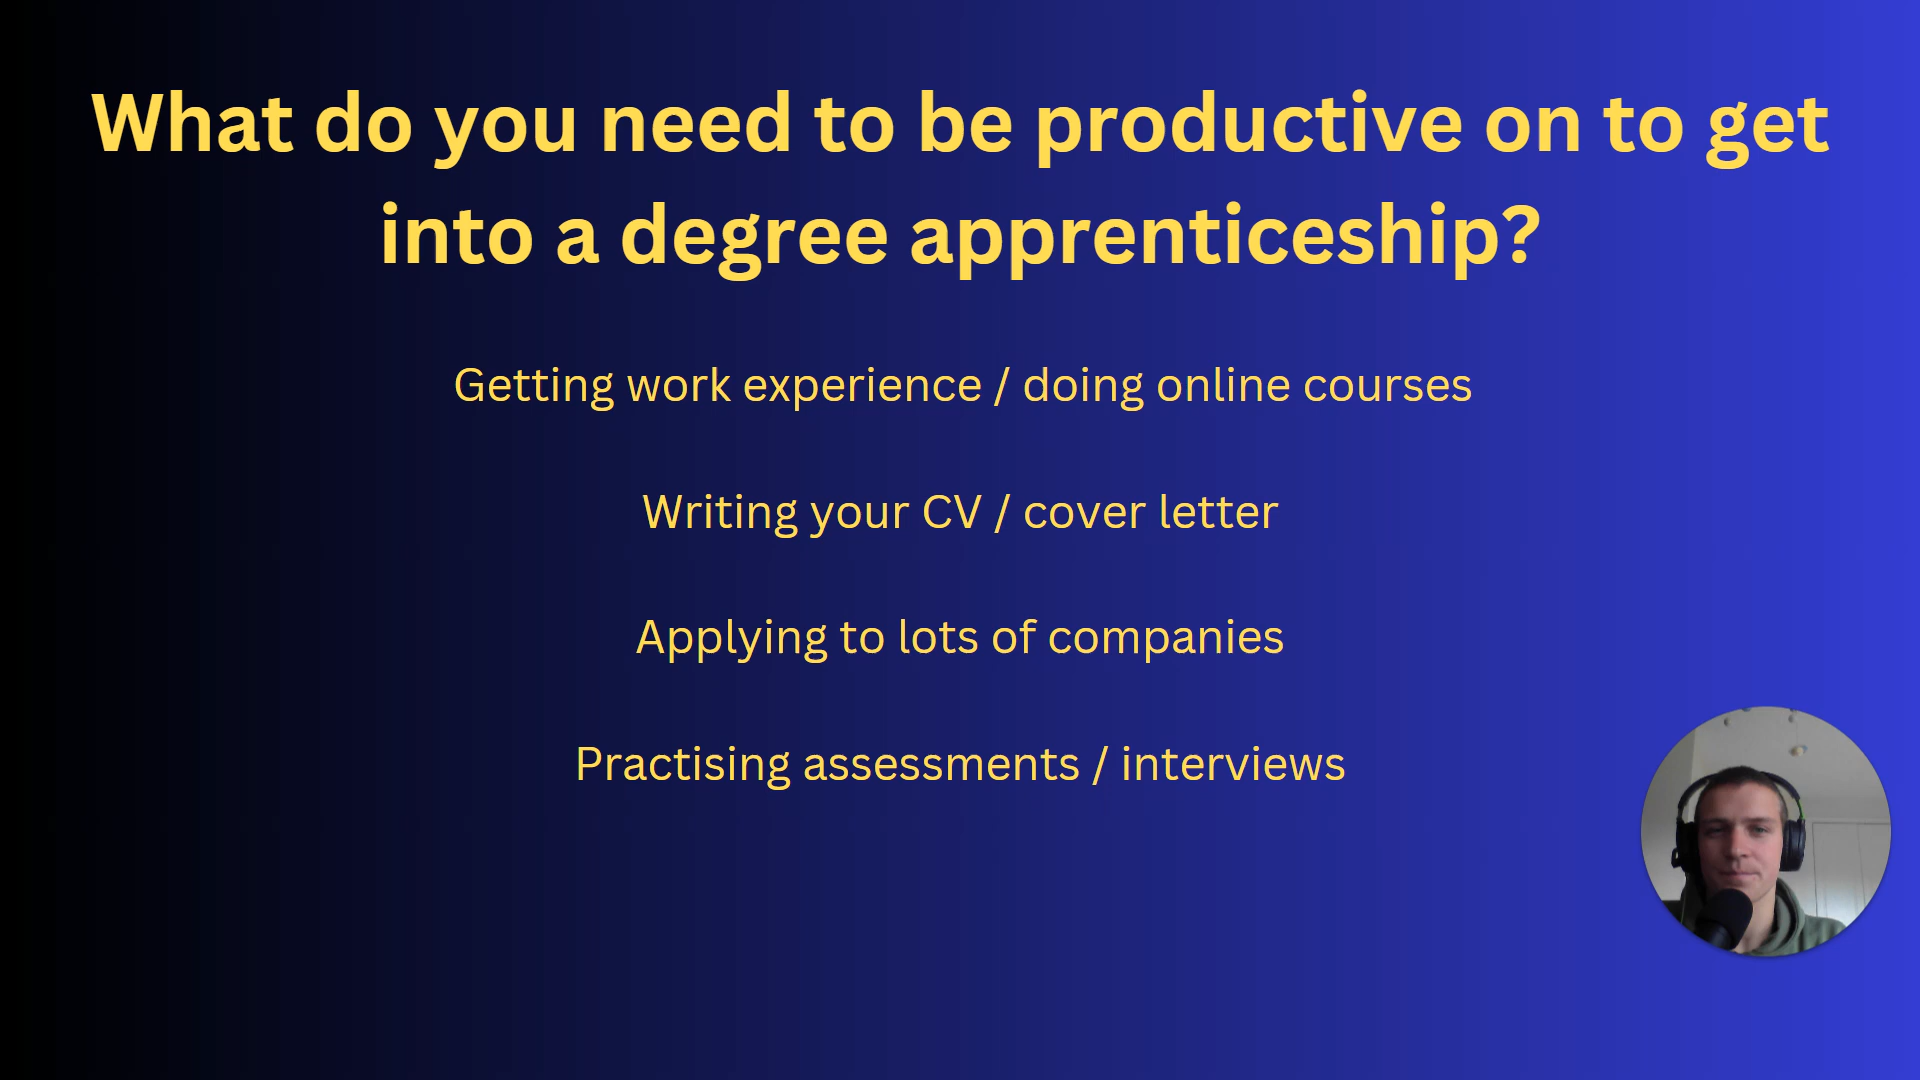 What do you need to be productive on to get
into a degree apprenticeship?
Getting work experience / doing online courses
Writing your CV / cover letter
Applying to lots of companies
Practising assessments / interviews